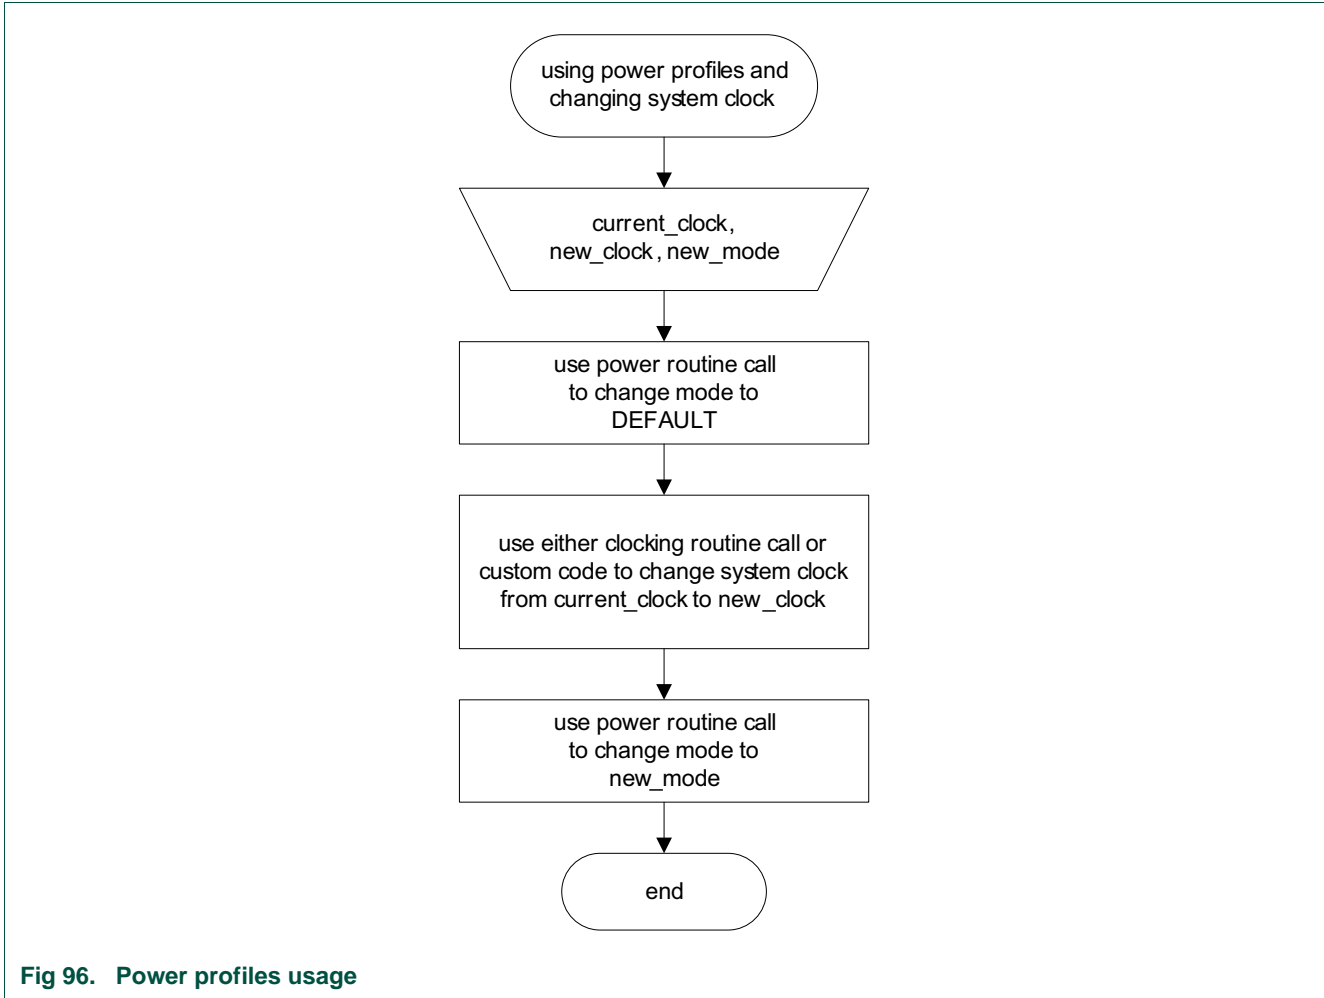 using power profiles and
changing system clock
current_clock,
new_clock, new_mode
use power routine call
to change mode to
DEFAULT
use either clocking routine call or
custom code to change system clock
from current_clock to new_clock
use power routine call
to change mode to
new_mode
end
Fig 96. Power profiles usage